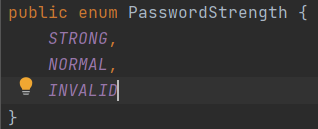 public enum PasswordStrength {
STRONG,
NORMAL,
INVALID
}